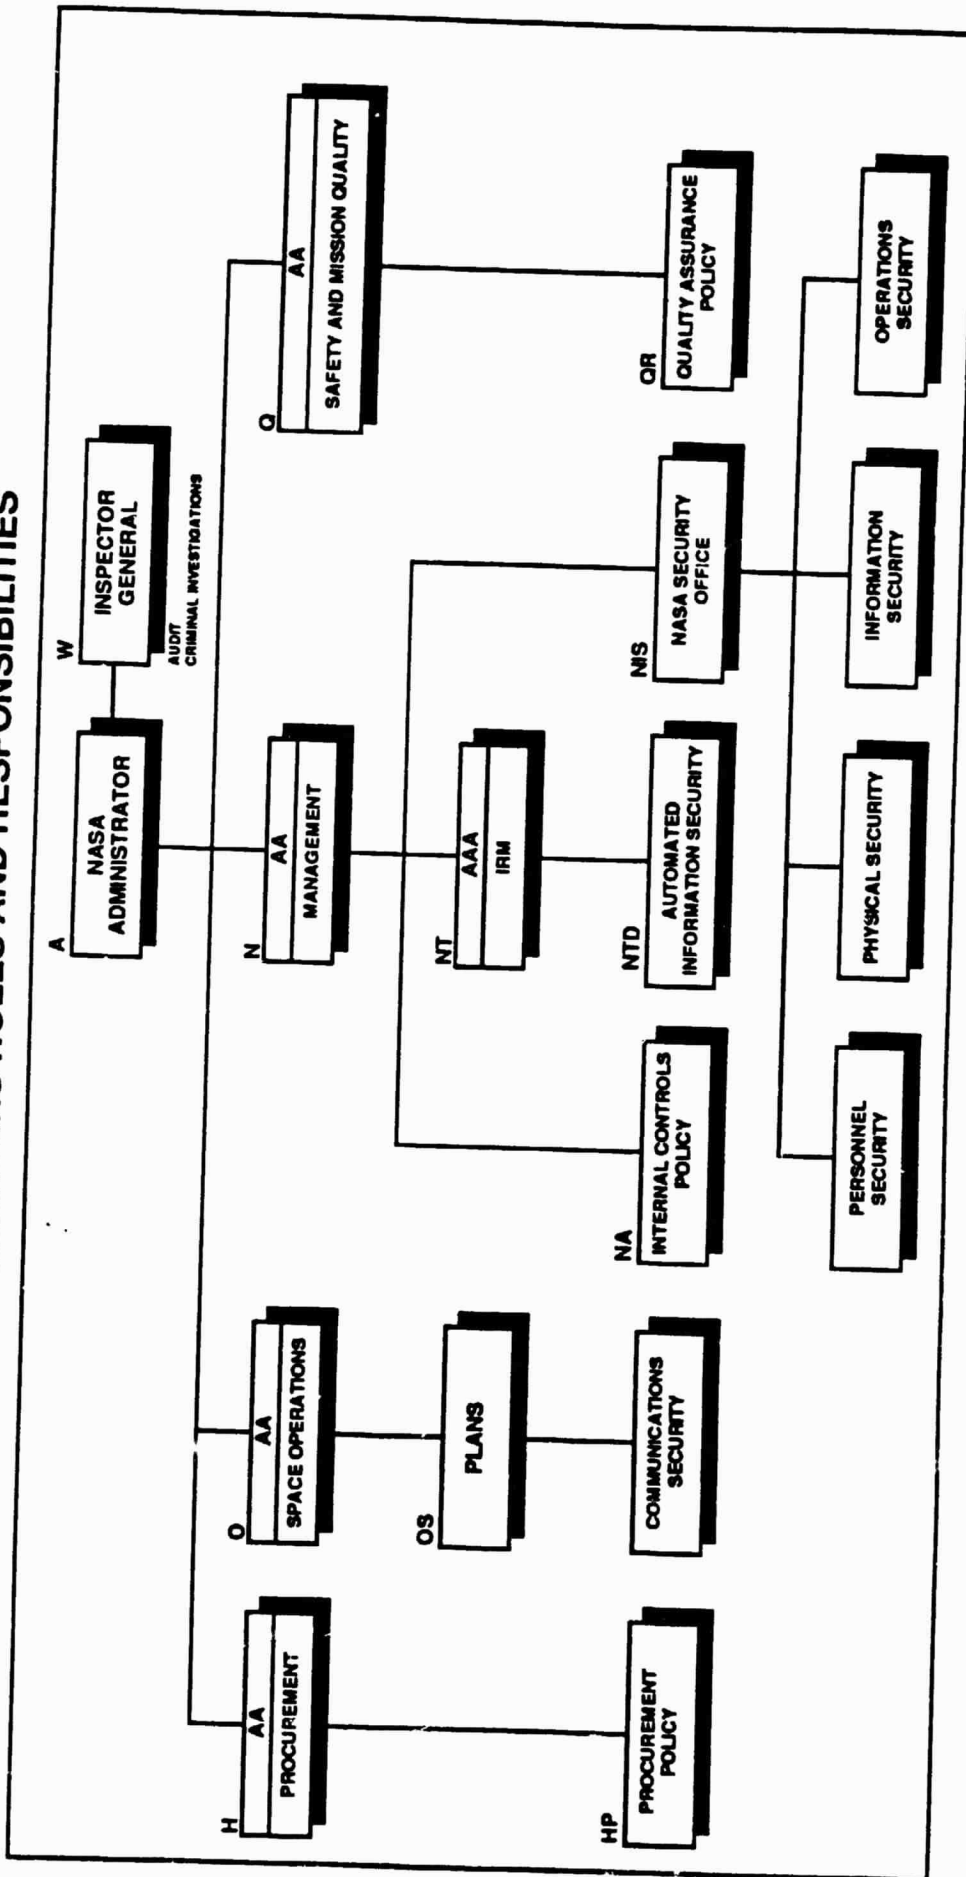 ROLES AND RESPONSIBILITIES
A
NASA
ADMINISTRATOR
W
INSPECTOR
GENERAL
AUDIT
CRIMINAL INVESTIGATIONS
H
AA
PROCUREMENT
O
AA
SPACE OPERATIONS
N
AA
MANAGEMENT
Q
AA
SAFETY AND MISSION QUALITY
OS
PLANS
NT
AAA
IRM
HP
PROCUREMENT
POLICY
COMMUNICATIONS
SECURITY
NA
INTERNAL CONTROLS
POLICY
NTD
AUTOMATED
INFORMATION SECURITY
NIS
NASA SECURITY
OFFICE
QR
QUALITY ASSURANCE
POLICY
PERSONNEL
SECURITY
PHYSICAL SECURITY
INFORMATION
SECURITY
OPERATIONS
SECURITY